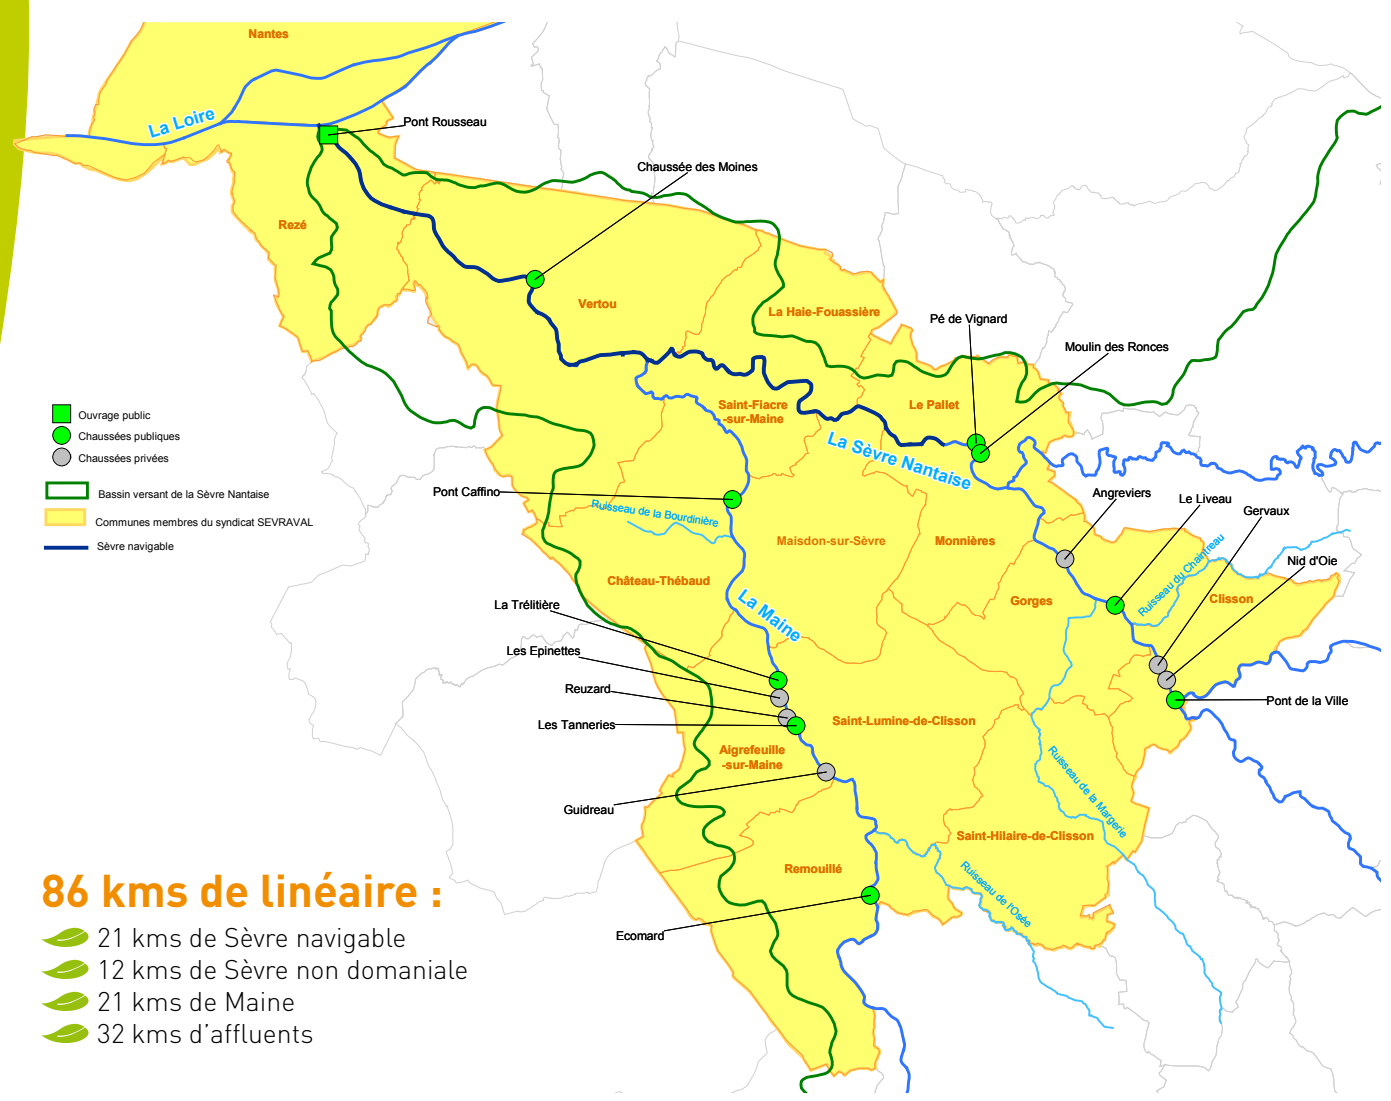 Nantes
La Loire
Pont Rousseau
Chaussée des Moines
Rezé
Vertou
La Haie-Fouassière
Pé de Vignard
Moulin des Ronces
Saint-Fiacre
-sur-Maine
Le Pallet
La Sèvre Nantaise
Ouvrage public
Chaussées publiques
Chaussées privées
Bassin versant de la Sèvre Nantaise
Communes membres du syndicat SEVRAVAL
Sèvre navigable
Pont Caffino
Ruisseau de la Bourdinière
Angreviers
Le Liveau
Gervaux
Nid d'Oie
Maisdon-sur-Sèvre
Monnières
Ruisseau du Chaintreau
Château-Thébaud
La Maine
Gorges
Clisson
La Trélitière
Les Epinettes
Reuzard
Les Tanneries
Pont de la Ville
Saint-Lumine-de-Clisson
Aigrefeuille
-sur-Maine
Ruisseau de la Margerie
Guidreau
Saint-Hilaire-de-Clisson
Remouillé
Ruisseau de l'Osée
Ecomard
86 kms de linéaire :
21 kms de Sèvre navigable
12 kms de Sèvre non domaniale
21 kms de Maine
32 kms d'affluents